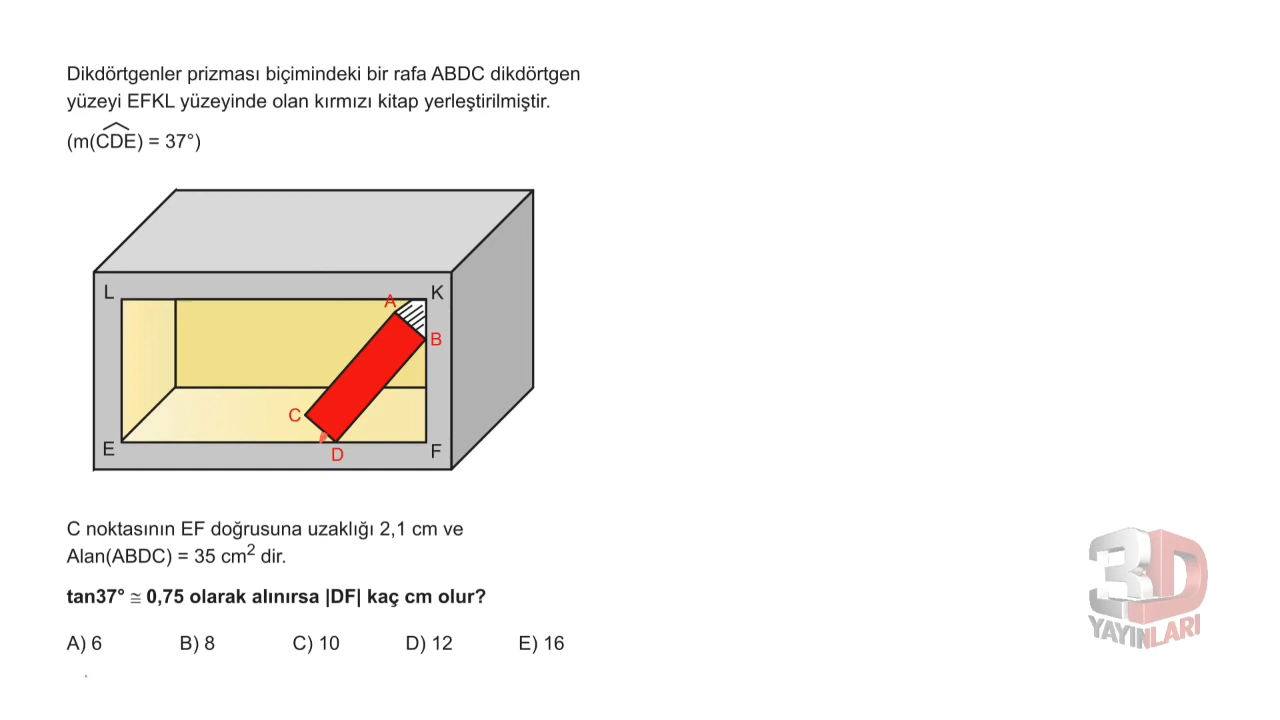 Dikdörtgenler prizması biçimindeki bir rafa ABDC dikdörtgen
yüzeyi EFKL yüzeyinde olan kırmızı kitap yerleştirilmiştir.
(m(CDE) = 37°)
L
A
K
B
C
E
D
F
C noktasının EF doğrusuna uzaklığı 2,1 cm ve
Alan(ABDC) = 35 cm² dir.
tan37° ≅ 0,75 olarak alınırsa |DF| kaç cm olur?
A) 6 B) 8 C) 10 D) 12 E) 16
3D
YAYINLARI